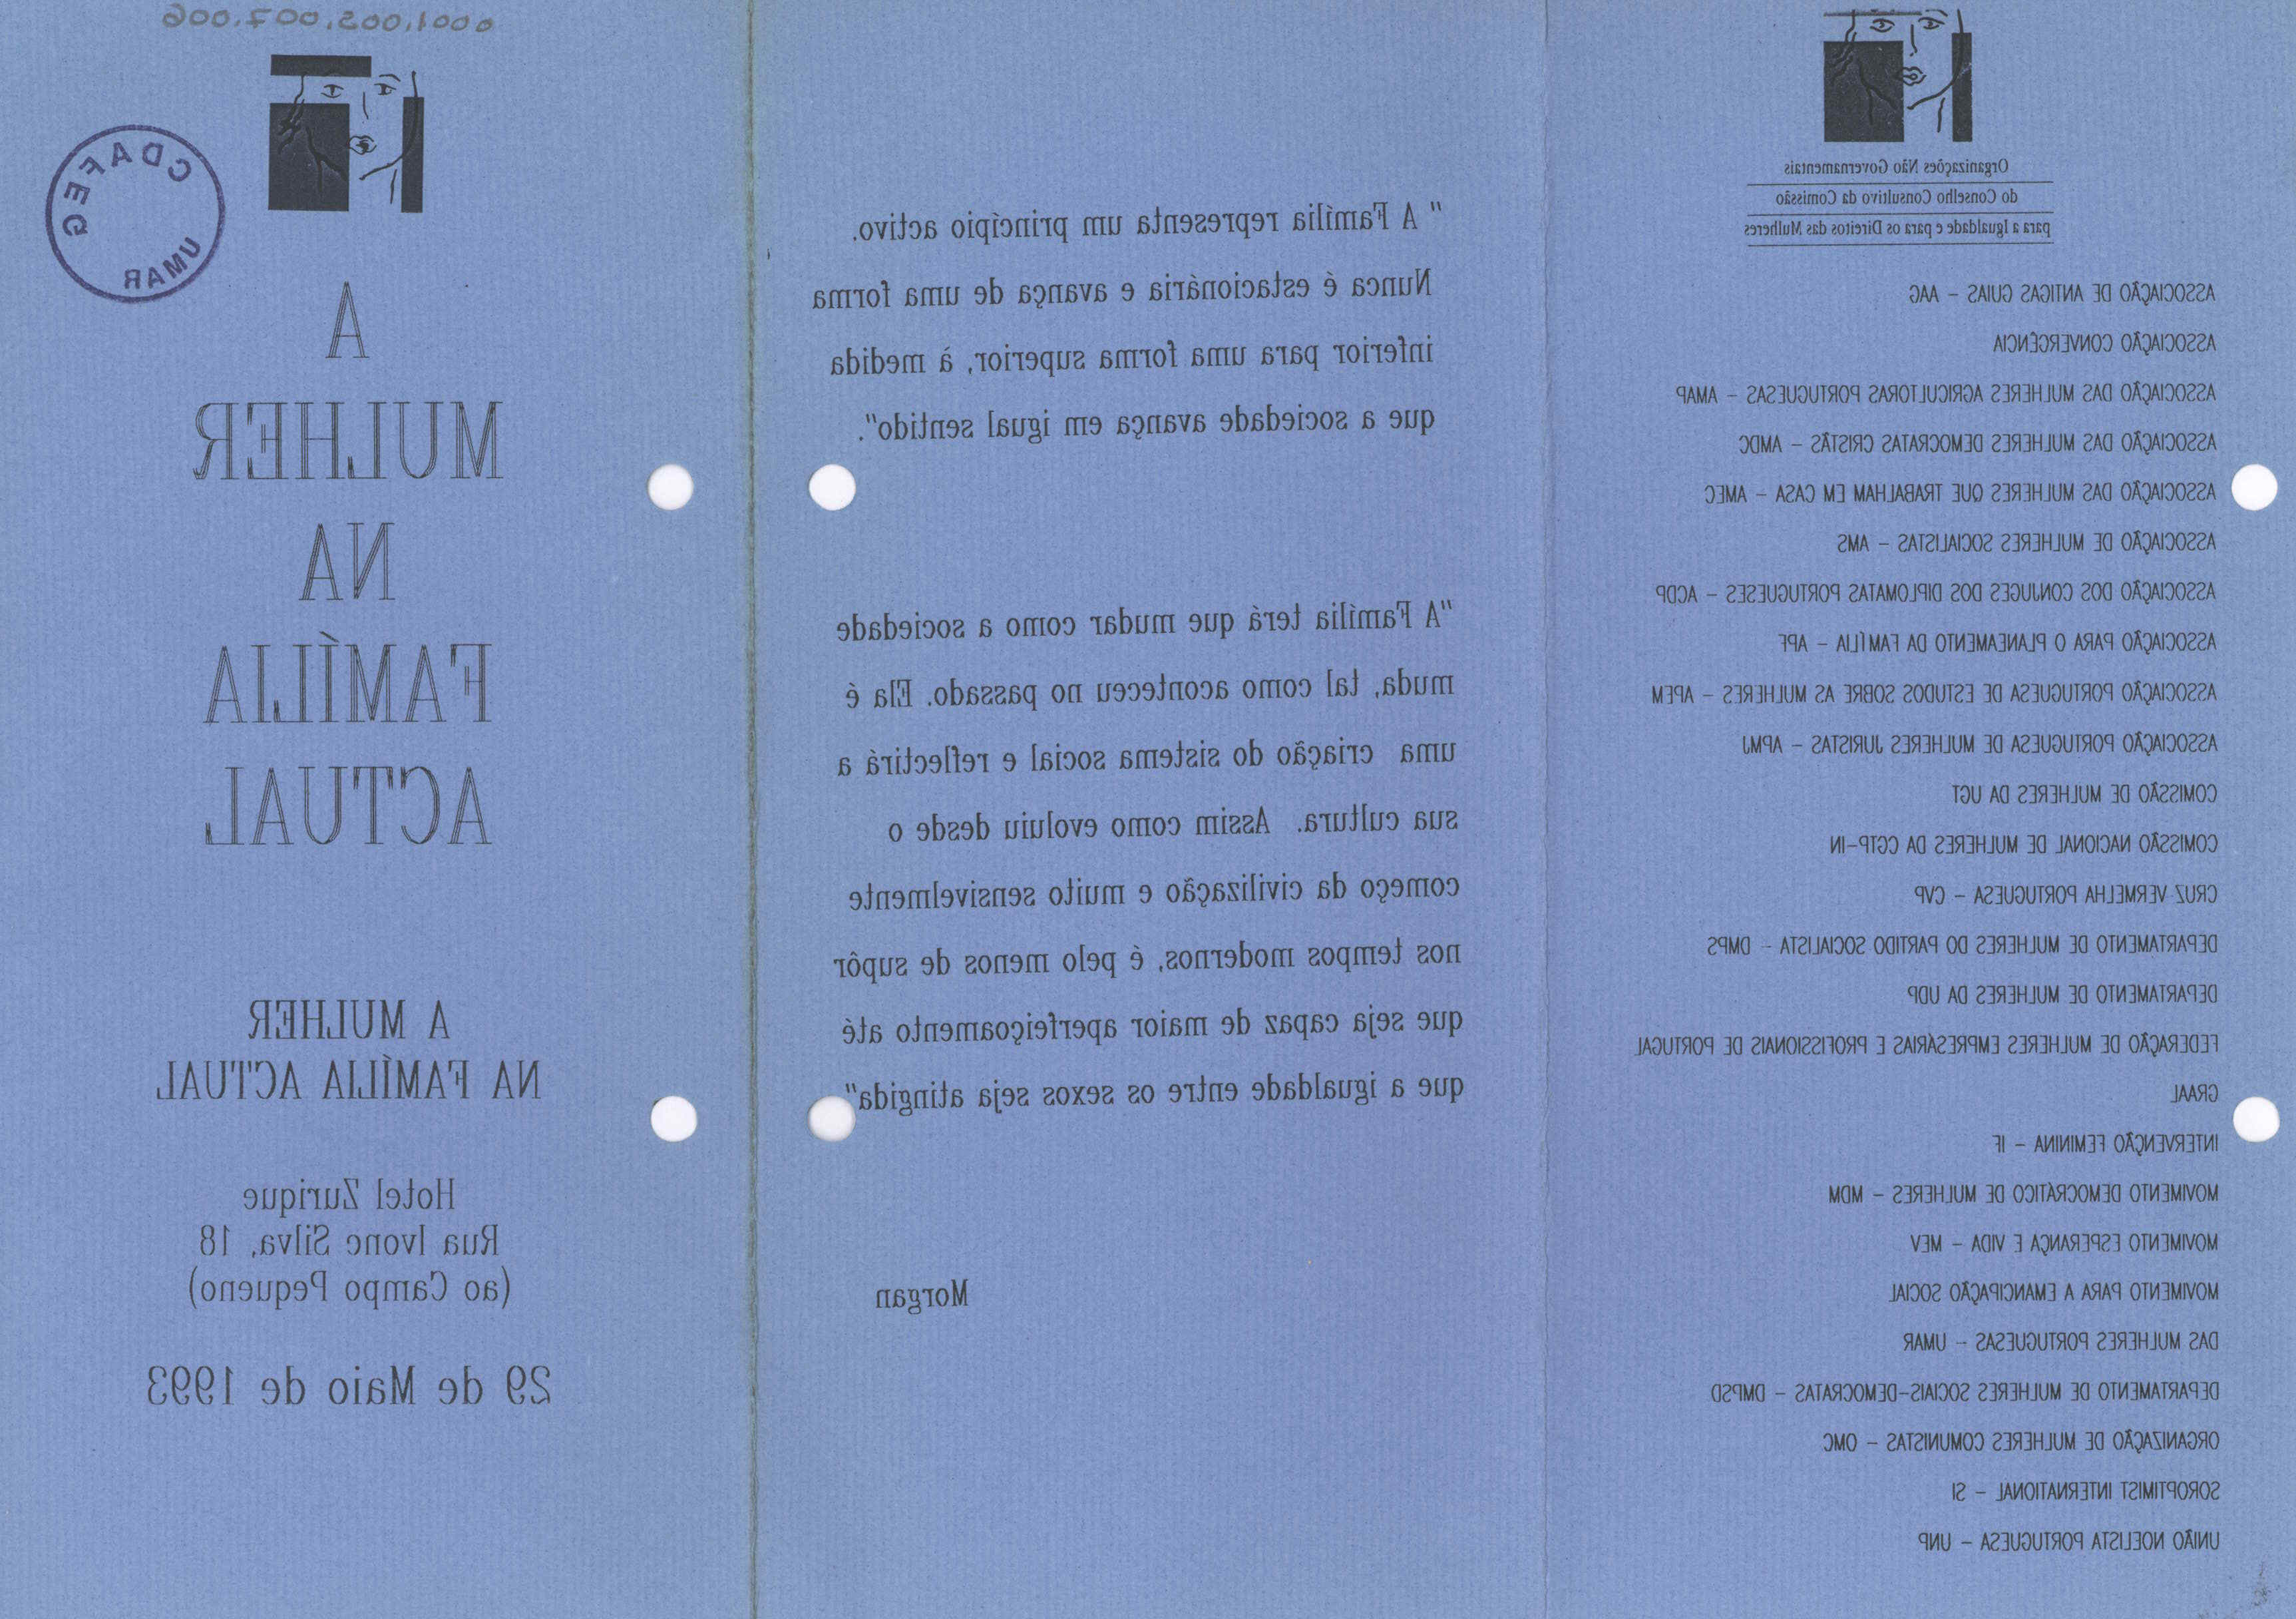 Organizações Não Governamentais
do Conselho Consultivo da Comissão
para a Igualdade e para os Direitos das Mulheres
ASSOCIAÇÃO DE ANTIGAS GUIAS – AAG
ASSOCIAÇÃO CONVERGÊNCIA
ASSOCIAÇÃO DAS MULHERES AGRICULTORAS PORTUGUESAS – AMAP
ASSOCIAÇÃO DAS MULHERES DEMOCRATAS CRISTÃS – AMDC
ASSOCIAÇÃO DAS MULHERES QUE TRABALHAM EM CASA – AMEC
ASSOCIAÇÃO DE MULHERES SOCIALISTAS – AMS
ASSOCIAÇÃO DOS CONJUGES DOS DIPLOMATAS PORTUGUESES – ACDP
ASSOCIAÇÃO PARA O PLANEAMENTO DA FAMÍLIA – APF
ASSOCIAÇÃO PORTUGUESA DE ESTUDOS SOBRE AS MULHERES – APEM
ASSOCIAÇÃO PORTUGUESA DE MULHERES JURISTAS – APMJ
COMISSÃO DE MULHERES DA UGT
COMISSÃO NACIONAL DE MULHERES DA CGTP-IN
CRUZ VERMELHA PORTUGUESA – CVP
DEPARTAMENTO DE MULHERES DO PARTIDO SOCIALISTA – DMPS
DEPARTAMENTO DE MULHERES DA UDP
FEDERAÇÃO DE MULHERES EMPRESÁRIAS E PROFISSIONAIS DE PORTUGAL
GRAAL
INTERVENÇÃO FEMININA – IF
MOVIMENTO DEMOCRÁTICO DE MULHERES – MDM
MOVIMENTO ESPERANÇA E VIDA – MEV
MOVIMENTO PARA A EMANCIPAÇÃO SOCIAL
DAS MULHERES PORTUGUESAS – UMAR
DEPARTAMENTO DE MULHERES SOCIAIS-DEMOCRATAS – DMPSD
ORGANIZAÇÃO DE MULHERES COMUNISTAS – OMC
SOROPTIMIST INTERNATIONAL – SI
UNIÃO NOELISTA PORTUGUESA – UNP
" A Família representa um princípio activo.
Nunca é estacionária e avança de uma forma
inferior para uma forma superior, à medida
que a sociedade avança em igual sentido".
"A Família terá que mudar como a sociedade
muda, tal como aconteceu no passado. Ela é
uma criação do sistema social e reflectirá a
sua cultura. Assim como evoluiu desde o
começo da civilização e muito sensivelmente
nos tempos modernos, é pelo menos de supôr
que seja capaz de maior aperfeiçoamento até
que a igualdade entre os sexos seja atingida"
Morgan
CDAFEG
UMAR
A
MULHER
NA
FAMÍLIA
ACTUAL
A MULHER
NA FAMÍLIA ACTUAL
Hotel Zurique
Rua Ivone Silva, 18
(ao Campo Pequeno)
29 de Maio de 1993